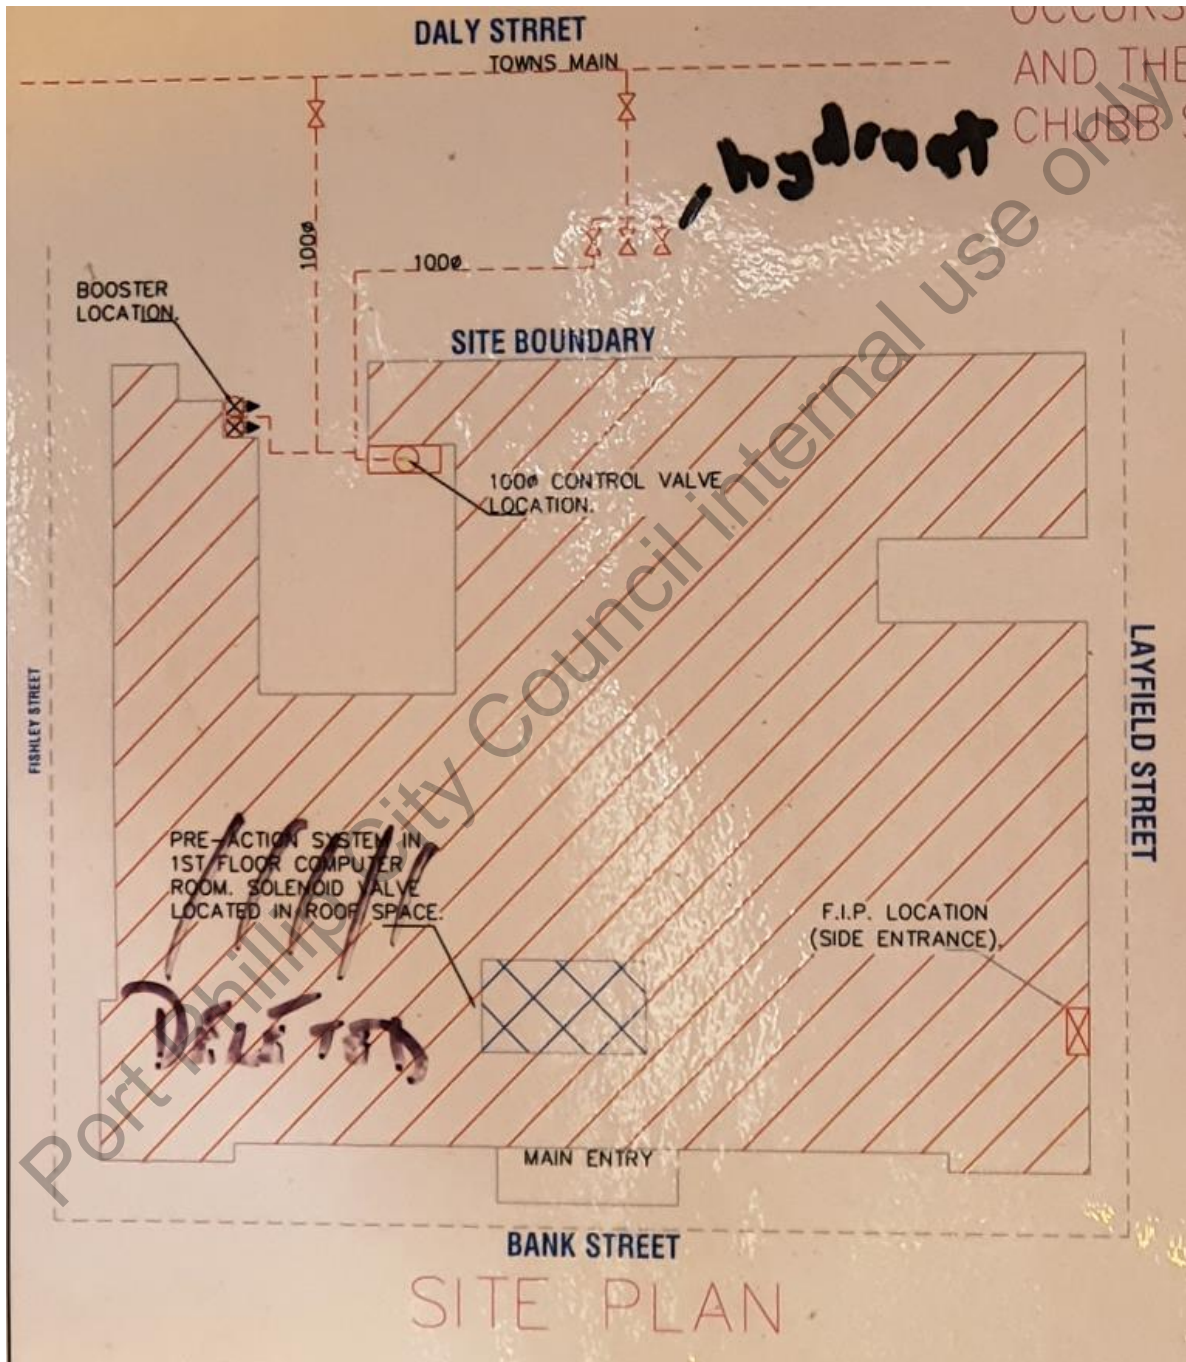 OCCURS
AND THE
CHUBB
DALY STRRET
TOWNS MAIN
hydrnat
100ø
100ø
BOOSTER
LOCATION.
SITE BOUNDARY
100ø CONTROL VALVE
LOCATION.
FISHLEY STREET
LAYFIELD STREET
PRE-ACTION SYSTEM IN
1ST FLOOR COMPUTER
ROOM. SOLENOID VALVE
LOCATED IN ROOF SPACE.
DELETED
F.I.P. LOCATION
(SIDE ENTRANCE).
MAIN ENTRY
BANK STREET
SITE PLAN
Port Phillip City Council internal use only